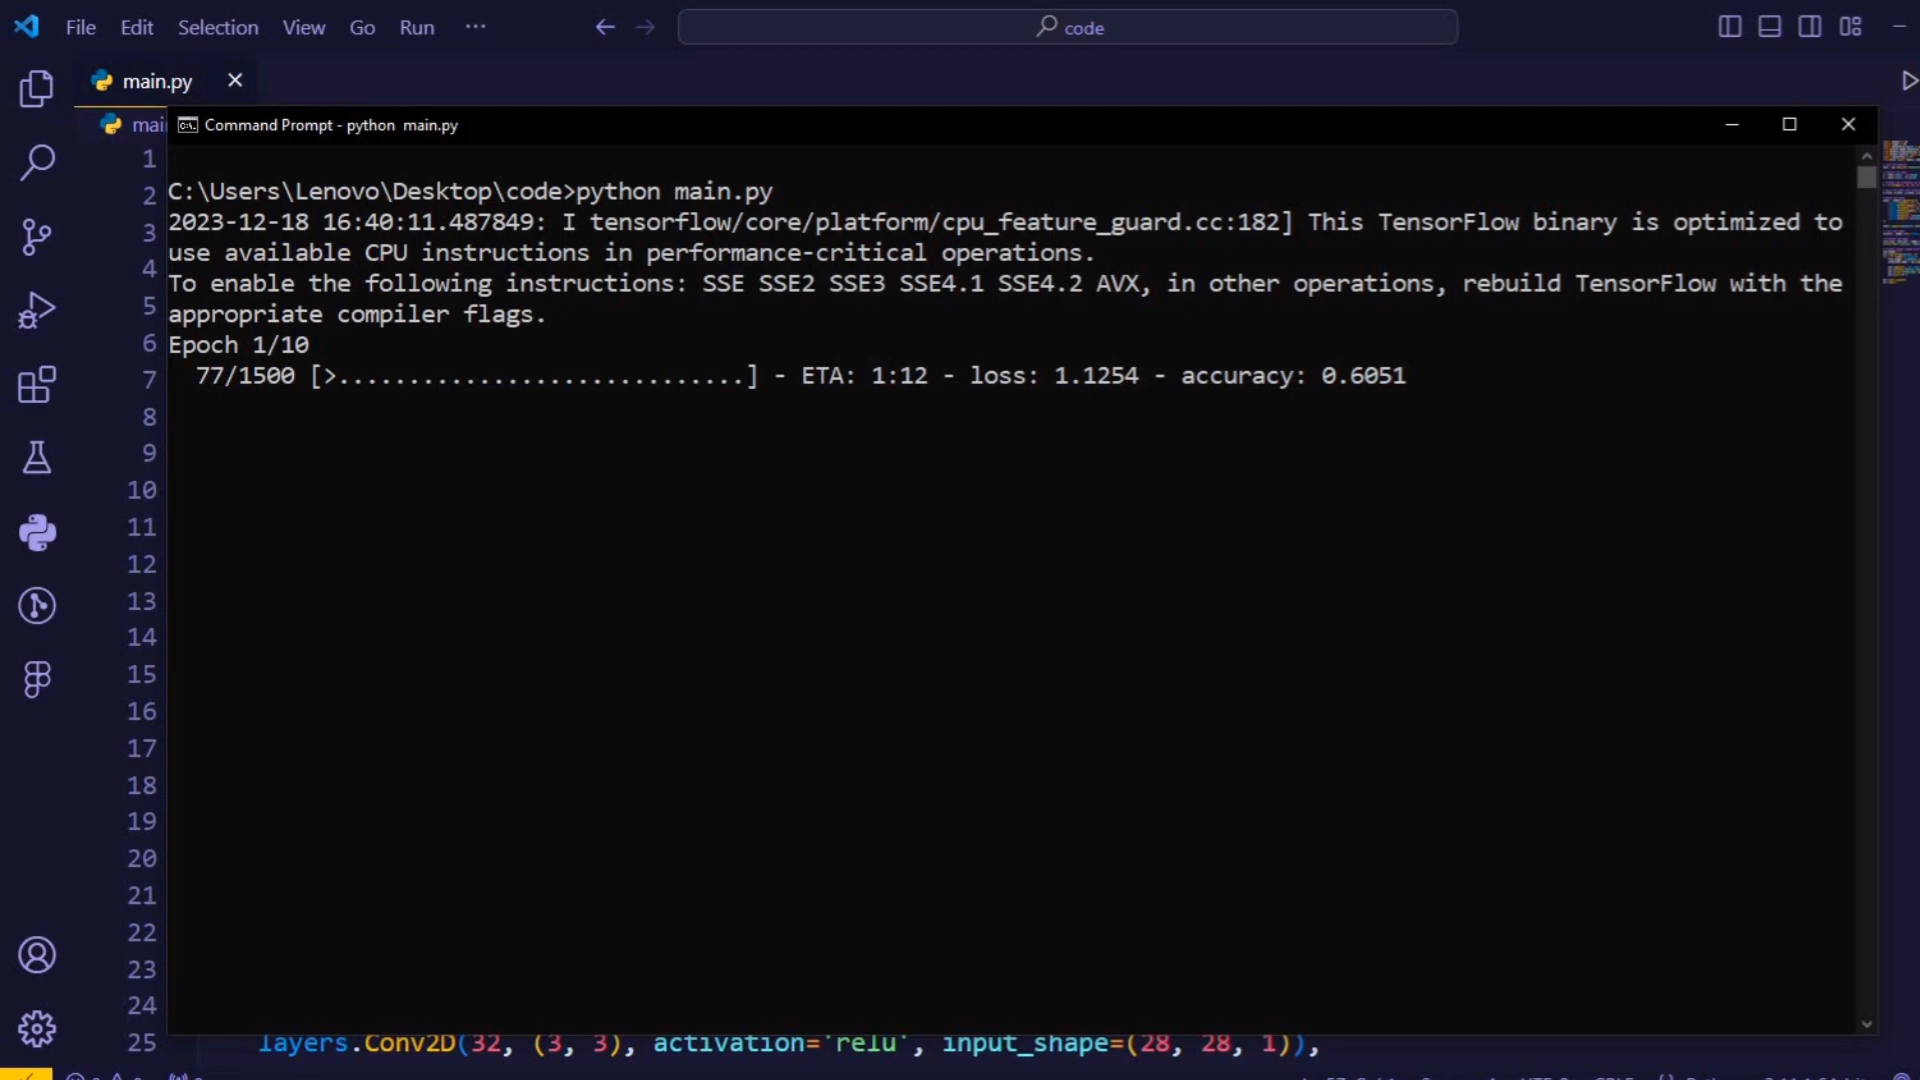 File Edit Selection View Go Run ···
code
main.py
mai
Command Prompt - python main.py
1
2
3
4
5
6
7
8
9
10
11
12
13
14
15
16
17
18
19
20
21
22
23
24
25
C:\Users\Lenovo\Desktop\code>python main.py
2023-12-18 16:40:11.487849: I tensorflow/core/platform/cpu_feature_guard.cc:182] This TensorFlow binary is optimized to
use available CPU instructions in performance-critical operations.
To enable the following instructions: SSE SSE2 SSE3 SSE4.1 SSE4.2 AVX, in other operations, rebuild TensorFlow with the
appropriate compiler flags.
Epoch 1/10
77/1500 [>.............................] - ETA: 1:12 - loss: 1.1254 - accuracy: 0.6051
layers.Conv2D(32, (3, 3), activation='relu', input_shape=(28, 28, 1)),